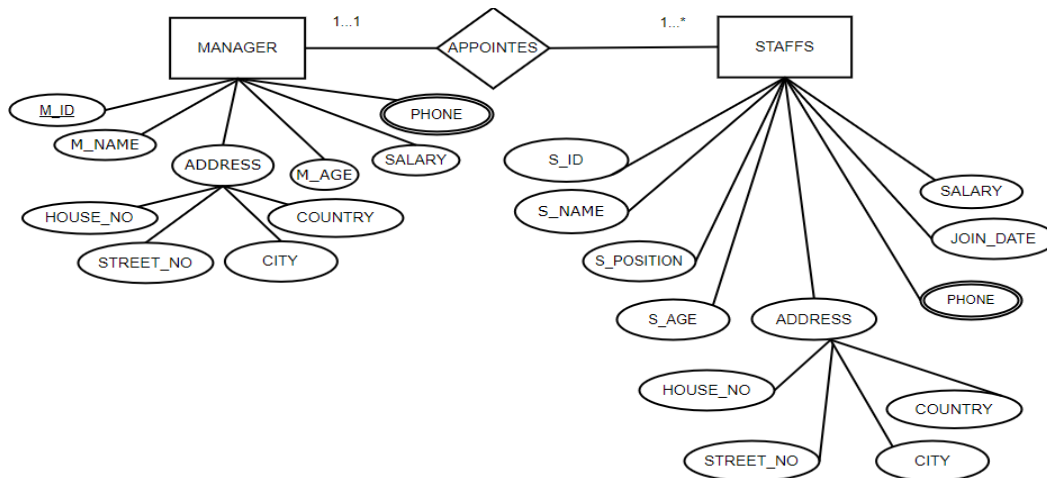 1...1
1...*
MANAGER
APPOINTES
STAFFS
M_ID
PHONE
M_NAME
ADDRESS
M_AGE
SALARY
HOUSE_NO
COUNTRY
STREET_NO
CITY
S_ID
S_NAME
SALARY
S_POSITION
JOIN_DATE
S_AGE
ADDRESS
PHONE
HOUSE_NO
COUNTRY
STREET_NO
CITY